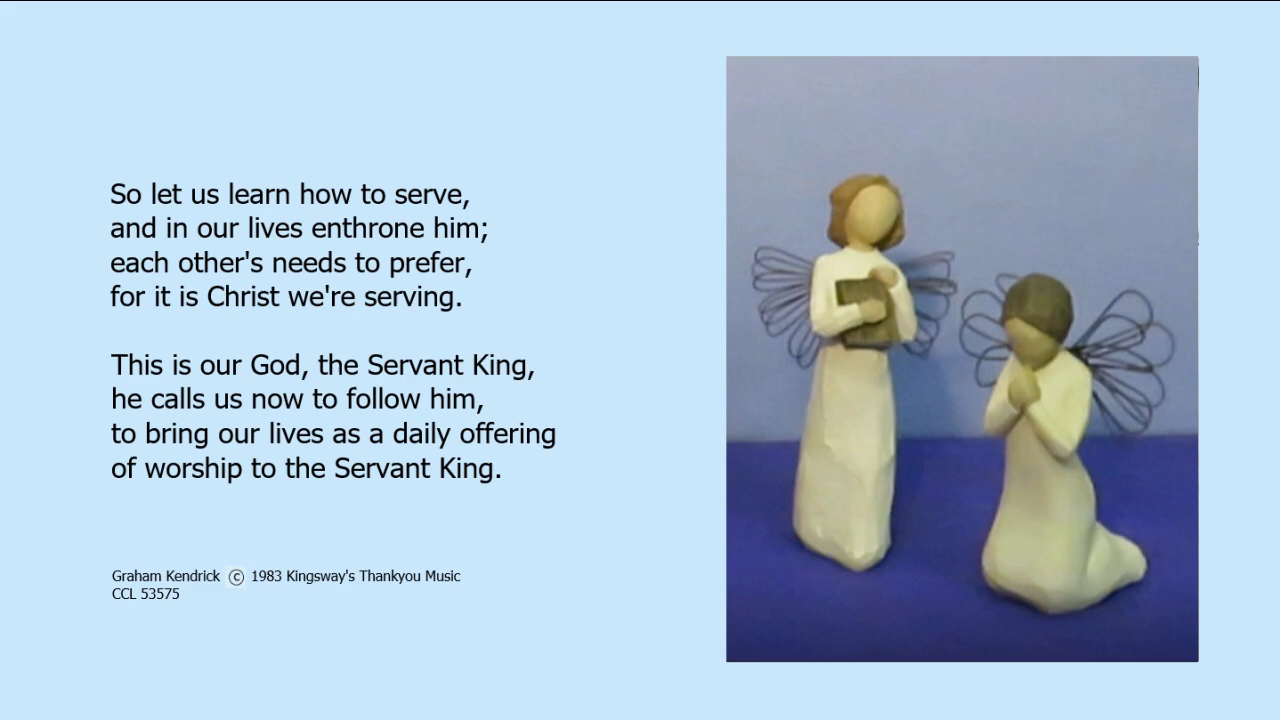 So let us learn how to serve,
and in our lives enthrone him;
each other's needs to prefer,
for it is Christ we're serving.
This is our God, the Servant King,
he calls us now to follow him,
to bring our lives as a daily offering
of worship to the Servant King.
Graham Kendrick © 1983 Kingsway's Thankyou Music
CCL 53575